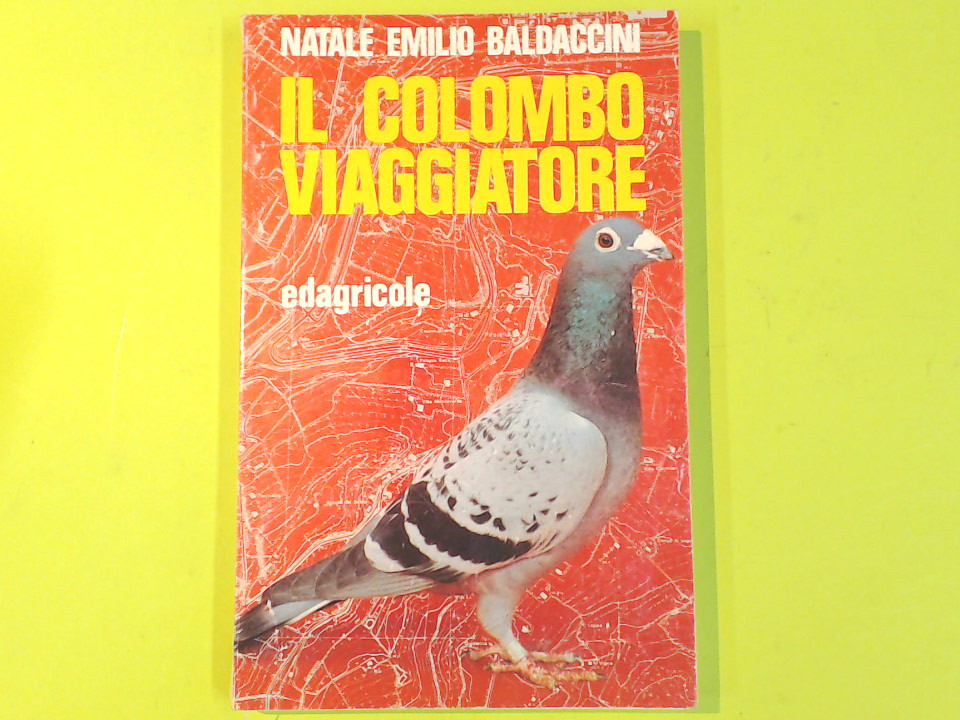 NATALE EMILIO BALDACCINI
IL COLOMBO
VIAGGIATORE
edagricole